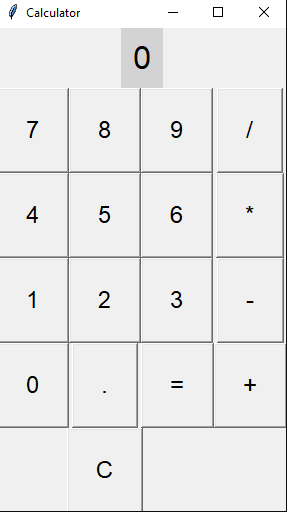 Calculator
0
7 8 9 /
4 5 6 *
1 2 3 -
0 . = +
C